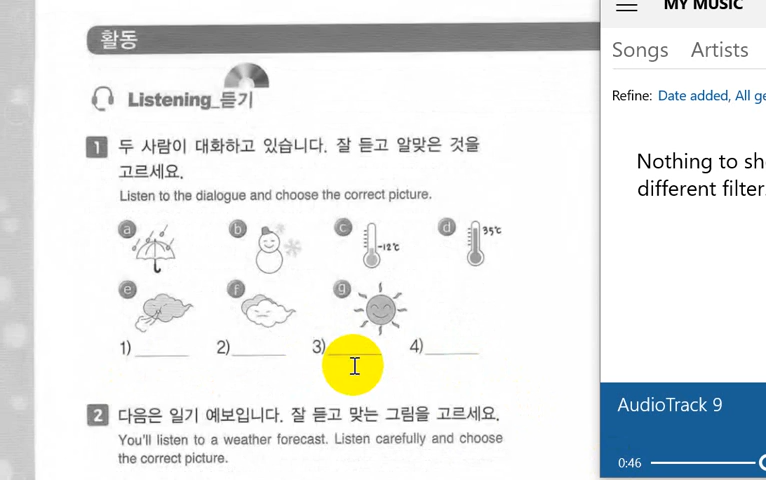 활동
Listening_듣기
1 두 사람이 대화하고 있습니다. 잘 듣고 알맞은 것을
고르세요.
Listen to the dialogue and choose the correct picture.
a b c -12℃ d 35℃
e f g
1)______ 2)______ 3)______ 4)______
2 다음은 일기 예보입니다. 잘 듣고 맞는 그림을 고르세요.
You'll listen to a weather forecast. Listen carefully and choose
the correct picture.
MY MUSIC
Songs Artists
Refine: Date added, All
Nothing to
different filter
AudioTrack 9
0:46